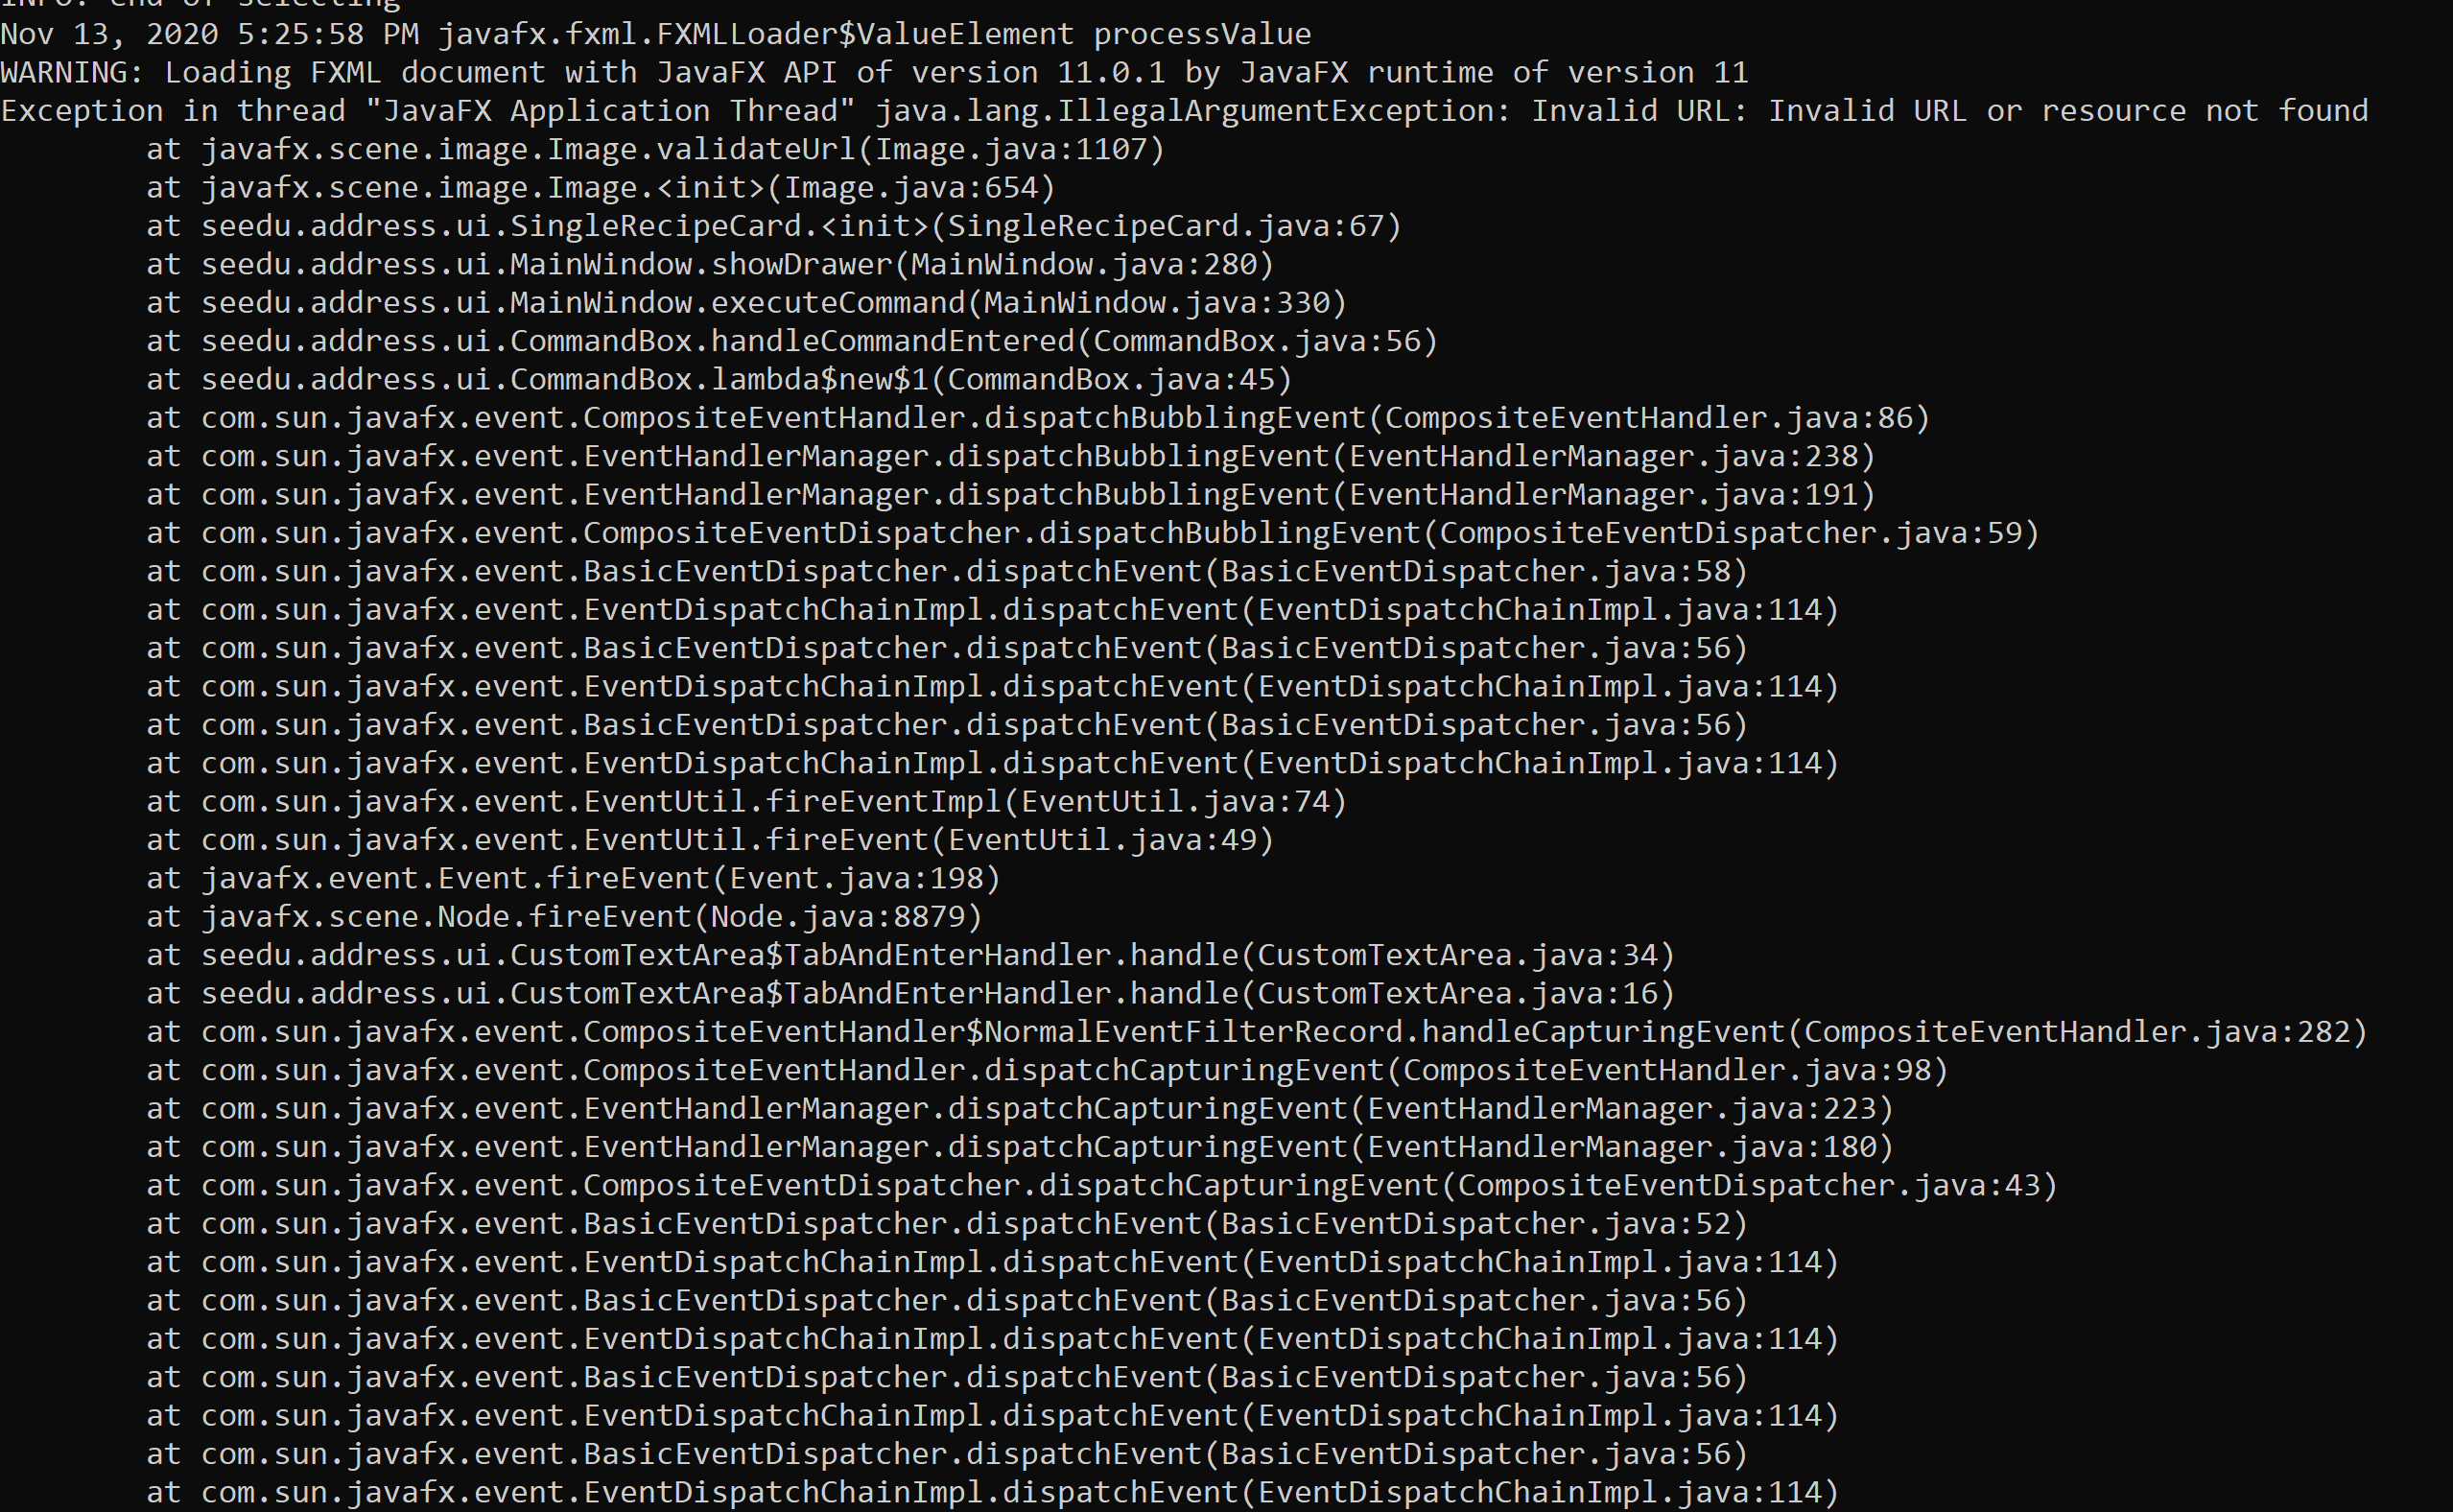 INFO: end of selecting
Nov 13, 2020 5:25:58 PM javafx.fxml.FXMLLoader$ValueElement processValue
WARNING: Loading FXML document with JavaFX API of version 11.0.1 by JavaFX runtime of version 11
Exception in thread "JavaFX Application Thread" java.lang.IllegalArgumentException: Invalid URL: Invalid URL or resource not found
        at javafx.scene.image.Image.validateUrl(Image.java:1107)
        at javafx.scene.image.Image.<init>(Image.java:654)
        at seedu.address.ui.SingleRecipeCard.<init>(SingleRecipeCard.java:67)
        at seedu.address.ui.MainWindow.showDrawer(MainWindow.java:280)
        at seedu.address.ui.MainWindow.executeCommand(MainWindow.java:330)
        at seedu.address.ui.CommandBox.handleCommandEntered(CommandBox.java:56)
        at seedu.address.ui.CommandBox.lambda$new$1(CommandBox.java:45)
        at com.sun.javafx.event.CompositeEventHandler.dispatchBubblingEvent(CompositeEventHandler.java:86)
        at com.sun.javafx.event.EventHandlerManager.dispatchBubblingEvent(EventHandlerManager.java:238)
        at com.sun.javafx.event.EventHandlerManager.dispatchBubblingEvent(EventHandlerManager.java:191)
        at com.sun.javafx.event.CompositeEventDispatcher.dispatchBubblingEvent(CompositeEventDispatcher.java:59)
        at com.sun.javafx.event.BasicEventDispatcher.dispatchEvent(BasicEventDispatcher.java:58)
        at com.sun.javafx.event.EventDispatchChainImpl.dispatchEvent(EventDispatchChainImpl.java:114)
        at com.sun.javafx.event.BasicEventDispatcher.dispatchEvent(BasicEventDispatcher.java:56)
        at com.sun.javafx.event.EventDispatchChainImpl.dispatchEvent(EventDispatchChainImpl.java:114)
        at com.sun.javafx.event.BasicEventDispatcher.dispatchEvent(BasicEventDispatcher.java:56)
        at com.sun.javafx.event.EventDispatchChainImpl.dispatchEvent(EventDispatchChainImpl.java:114)
        at com.sun.javafx.event.EventUtil.fireEventImpl(EventUtil.java:74)
        at com.sun.javafx.event.EventUtil.fireEvent(EventUtil.java:49)
        at javafx.event.Event.fireEvent(Event.java:198)
        at javafx.scene.Node.fireEvent(Node.java:8879)
        at seedu.address.ui.CustomTextArea$TabAndEnterHandler.handle(CustomTextArea.java:34)
        at seedu.address.ui.CustomTextArea$TabAndEnterHandler.handle(CustomTextArea.java:16)
        at com.sun.javafx.event.CompositeEventHandler$NormalEventFilterRecord.handleCapturingEvent(CompositeEventHandler.java:282)
        at com.sun.javafx.event.CompositeEventHandler.dispatchCapturingEvent(CompositeEventHandler.java:98)
        at com.sun.javafx.event.EventHandlerManager.dispatchCapturingEvent(EventHandlerManager.java:223)
        at com.sun.javafx.event.EventHandlerManager.dispatchCapturingEvent(EventHandlerManager.java:180)
        at com.sun.javafx.event.CompositeEventDispatcher.dispatchCapturingEvent(CompositeEventDispatcher.java:43)
        at com.sun.javafx.event.BasicEventDispatcher.dispatchEvent(BasicEventDispatcher.java:52)
        at com.sun.javafx.event.EventDispatchChainImpl.dispatchEvent(EventDispatchChainImpl.java:114)
        at com.sun.javafx.event.BasicEventDispatcher.dispatchEvent(BasicEventDispatcher.java:56)
        at com.sun.javafx.event.EventDispatchChainImpl.dispatchEvent(EventDispatchChainImpl.java:114)
        at com.sun.javafx.event.BasicEventDispatcher.dispatchEvent(BasicEventDispatcher.java:56)
        at com.sun.javafx.event.EventDispatchChainImpl.dispatchEvent(EventDispatchChainImpl.java:114)
        at com.sun.javafx.event.BasicEventDispatcher.dispatchEvent(BasicEventDispatcher.java:56)
        at com.sun.javafx.event.EventDispatchChainImpl.dispatchEvent(EventDispatchChainImpl.java:114)